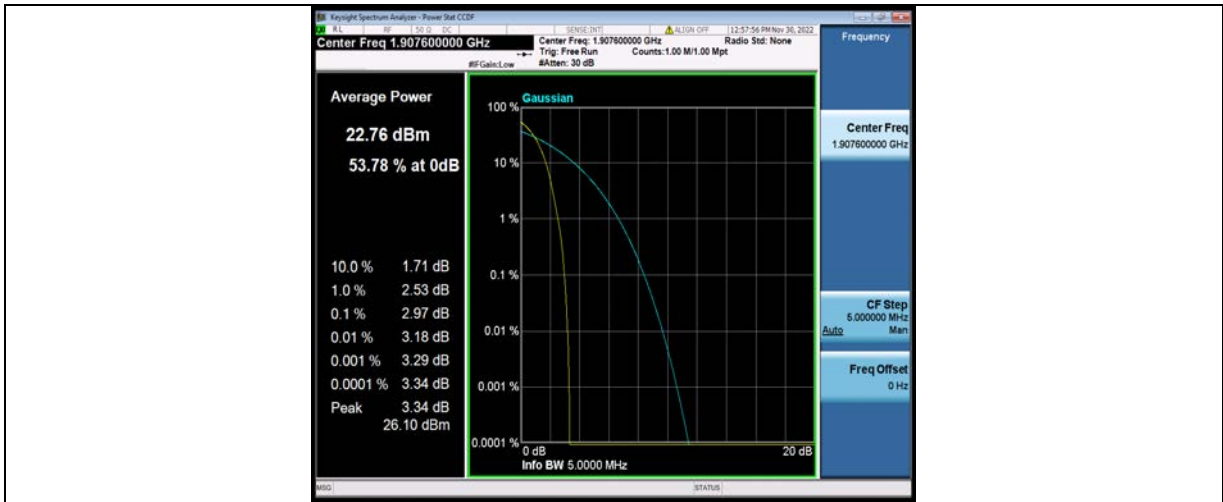 Keysight Spectrum Analyzer - Power Stat CCDF
RL RF 50 Ω DC SENSE:INT ALIGN OFF 12:57:56 PM Nov 30, 2022
Center Freq 1.907600000 GHz
Center Freq: 1.907600000 GHz Radio Std: None
Trig: Free Run Counts:1.00 M/1.00 Mpt
#IFGain:Low #Atten: 30 dB
Frequency
Average Power
22.76 dBm
53.78 % at 0dB
10.0 % 1.71 dB
1.0 % 2.53 dB
0.1 % 2.97 dB
0.01 % 3.18 dB
0.001 % 3.29 dB
0.0001 % 3.34 dB
Peak 3.34 dB
26.10 dBm
Gaussian
100 %
10 %
1 %
0.1 %
0.01 %
0.001 %
0.0001 %
0 dB 20 dB
Info BW 5.0000 MHz
Center Freq
1.907600000 GHz
CF Step
5.000000 MHz
Auto Man
Freq Offset
0 Hz
MSG STATUS